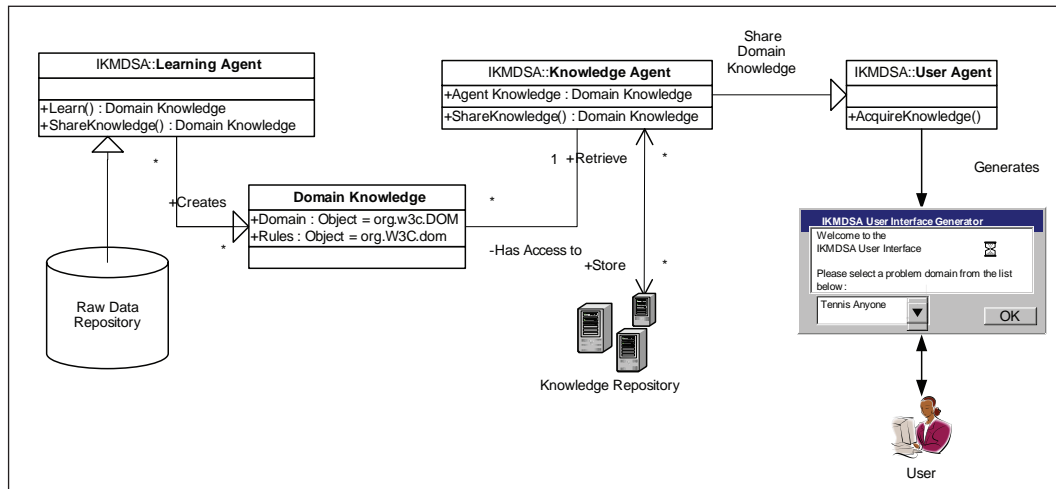 IKMDSA::Learning Agent
+Learn() : Domain Knowledge
+ShareKnowledge() : Domain Knowledge
*
+Creates
*
Raw Data
Repository
Domain Knowledge
+Domain : Object = org.w3c.DOM
+Rules : Object = org.W3C.dom
*
-Has Access to
IKMDSA::Knowledge Agent
+Agent Knowledge : Domain Knowledge
+ShareKnowledge() : Domain Knowledge
1
+Retrieve
*
+Store
*
Knowledge Repository
Share
Domain
Knowledge
IKMDSA::User Agent
+AcquireKnowledge()
Generates
IKMDSA User Interface Generator
Welcome to the
IKMDSA User Interface
Please select a problem domain from the list
below :
Tennis Anyone
OK
User